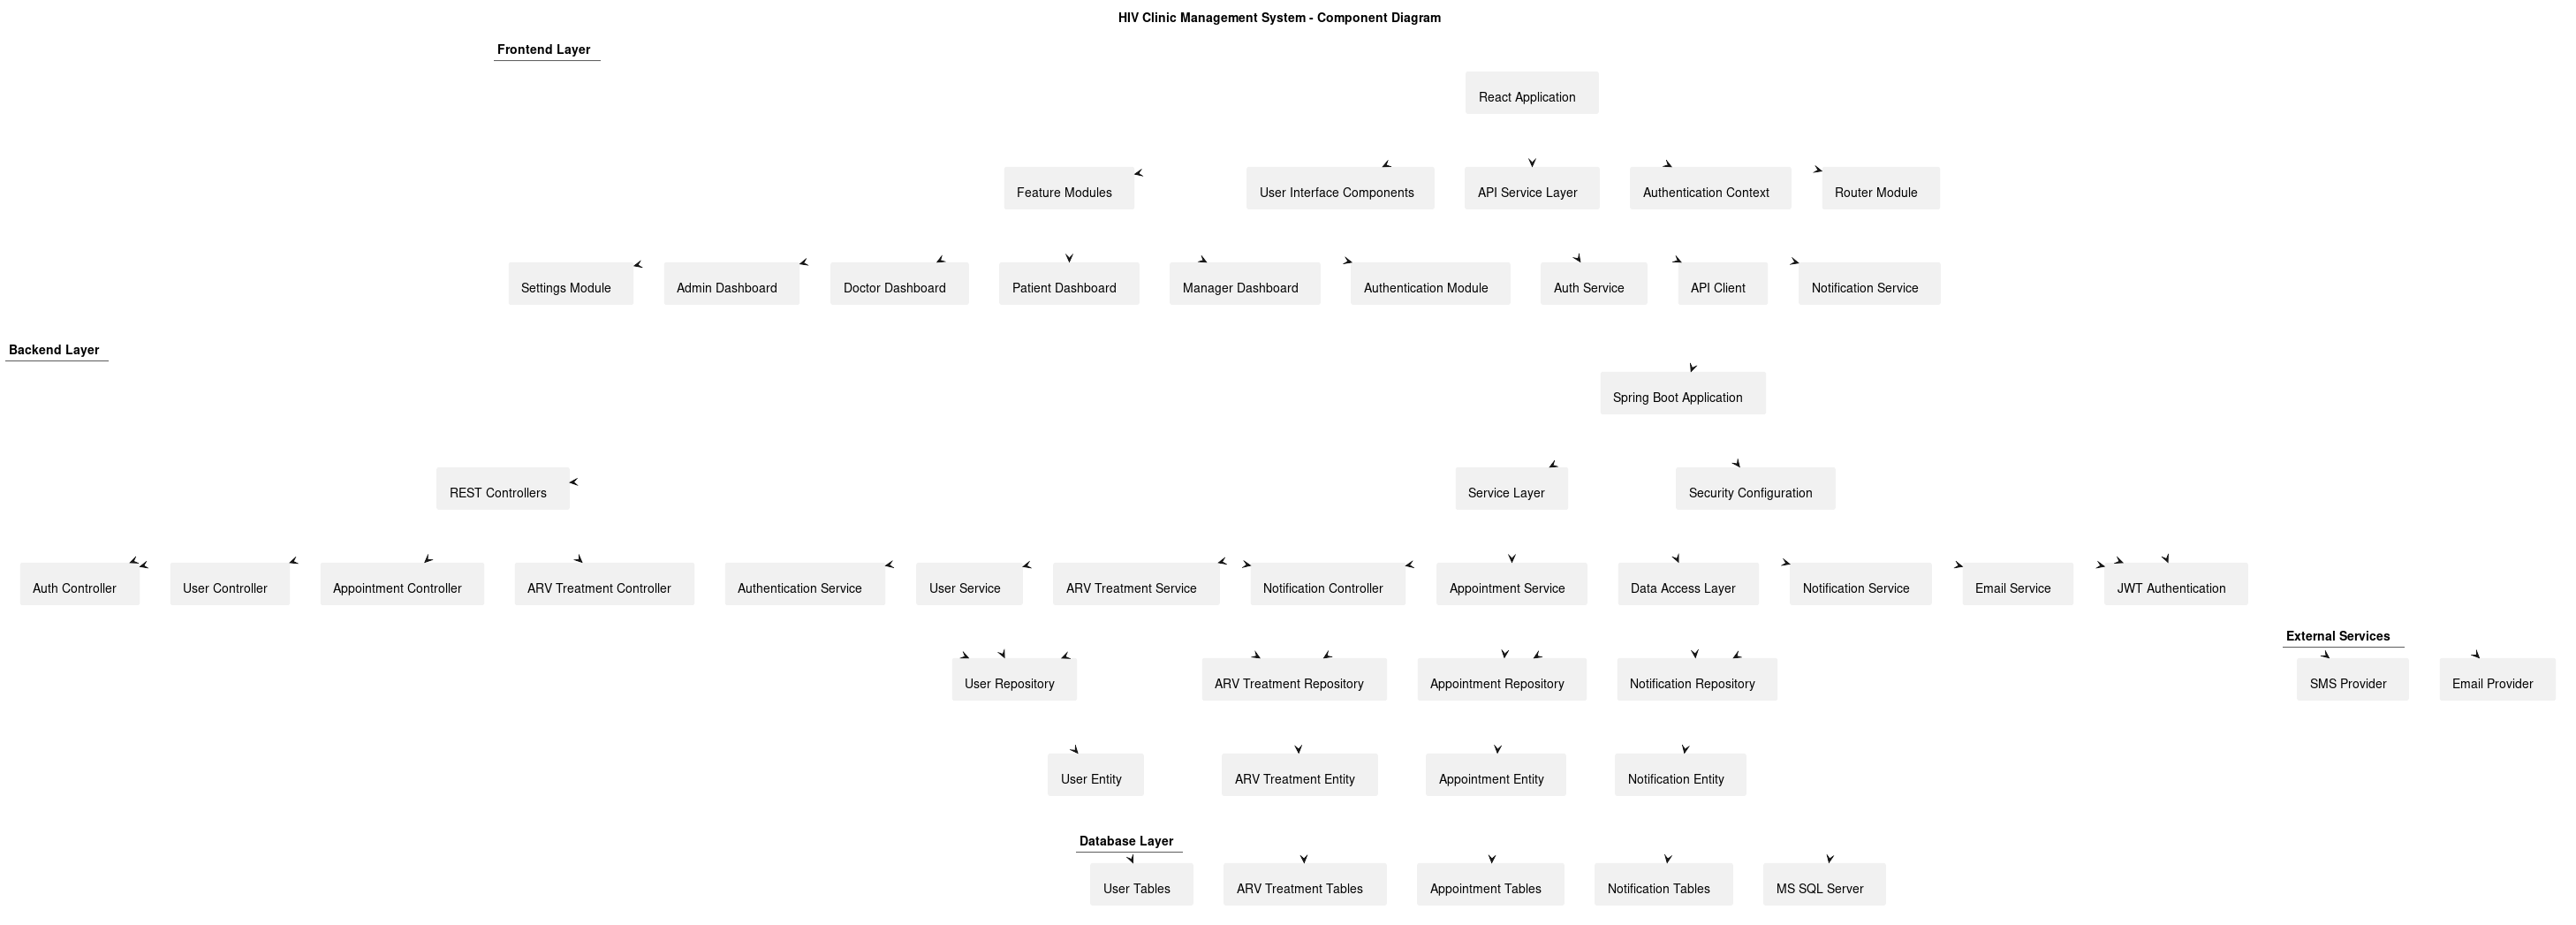 HIV Clinic Management System - Component Diagram
Frontend Layer
React Application
Feature Modules
User Interface Components
API Service Layer
Authentication Context
Router Module
Settings Module
Admin Dashboard
Doctor Dashboard
Patient Dashboard
Manager Dashboard
Authentication Module
Auth Service
API Client
Notification Service
Backend Layer
Spring Boot Application
REST Controllers
Service Layer
Security Configuration
Auth Controller
User Controller
Appointment Controller
ARV Treatment Controller
Authentication Service
User Service
ARV Treatment Service
Notification Controller
Appointment Service
Data Access Layer
Notification Service
Email Service
JWT Authentication
External Services
User Repository
ARV Treatment Repository
Appointment Repository
Notification Repository
SMS Provider
Email Provider
User Entity
ARV Treatment Entity
Appointment Entity
Notification Entity
Database Layer
User Tables
ARV Treatment Tables
Appointment Tables
Notification Tables
MS SQL Server